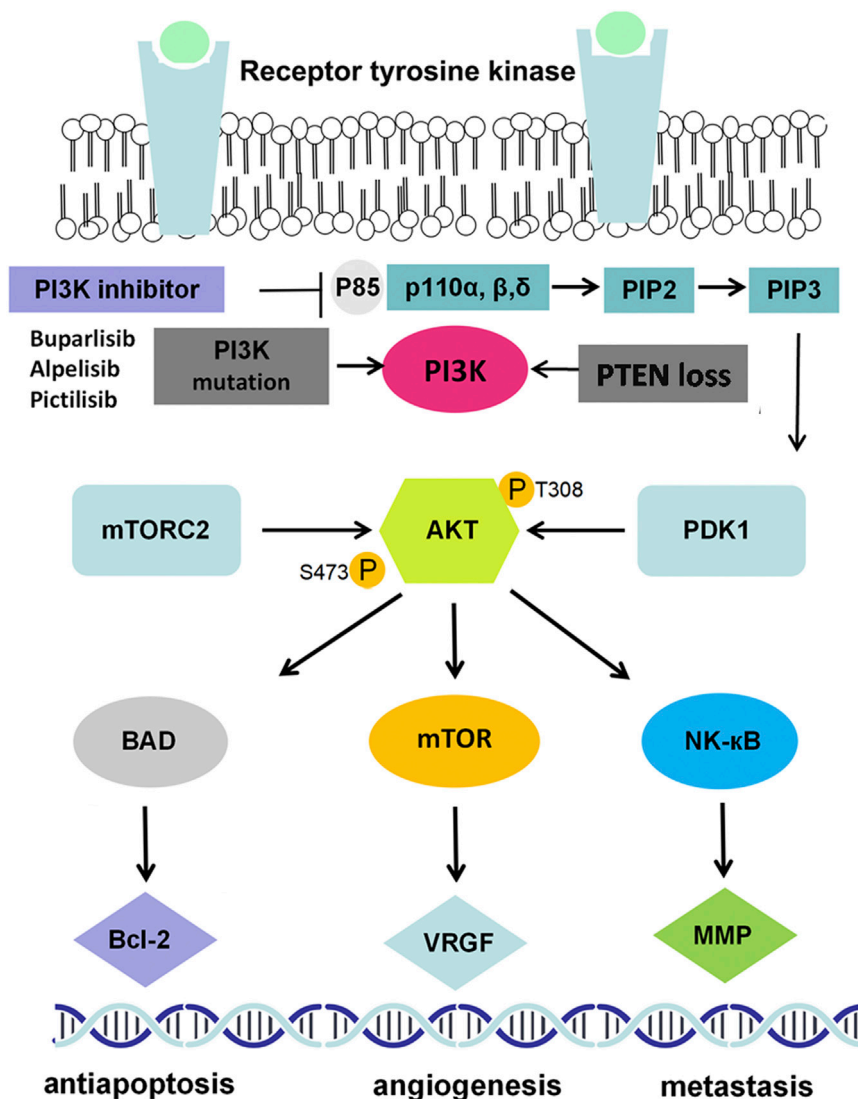 Receptor tyrosine kinase
PI3K inhibitor
P85
p110α, β,δ
PIP2
PIP3
Buparlisib
Alpelisib
Pictilisib
PI3K
mutation
PI3K
PTEN loss
mTORC2
AKT
P
T308
S473
P
PDK1
BAD
mTOR
NK-κB
Bcl-2
VRGF
MMP
antiapoptosis
angiogenesis
metastasis